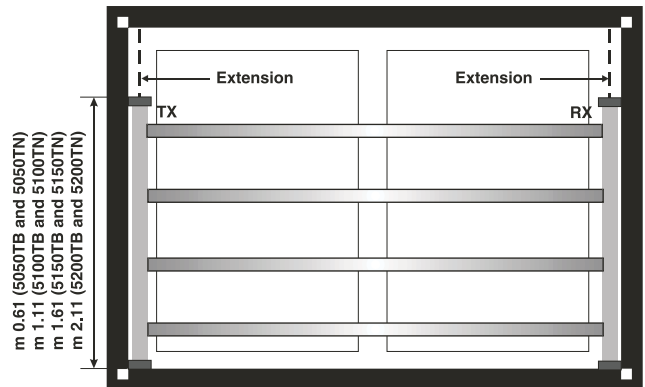 Extension
Extension
TX
RX
m 0.61 (5050TB and 5050TN)
m 1.11 (5100TB and 5100TN)
m 1.61 (5150TB and 5150TN)
m 2.11 (5200TB and 5200TN)